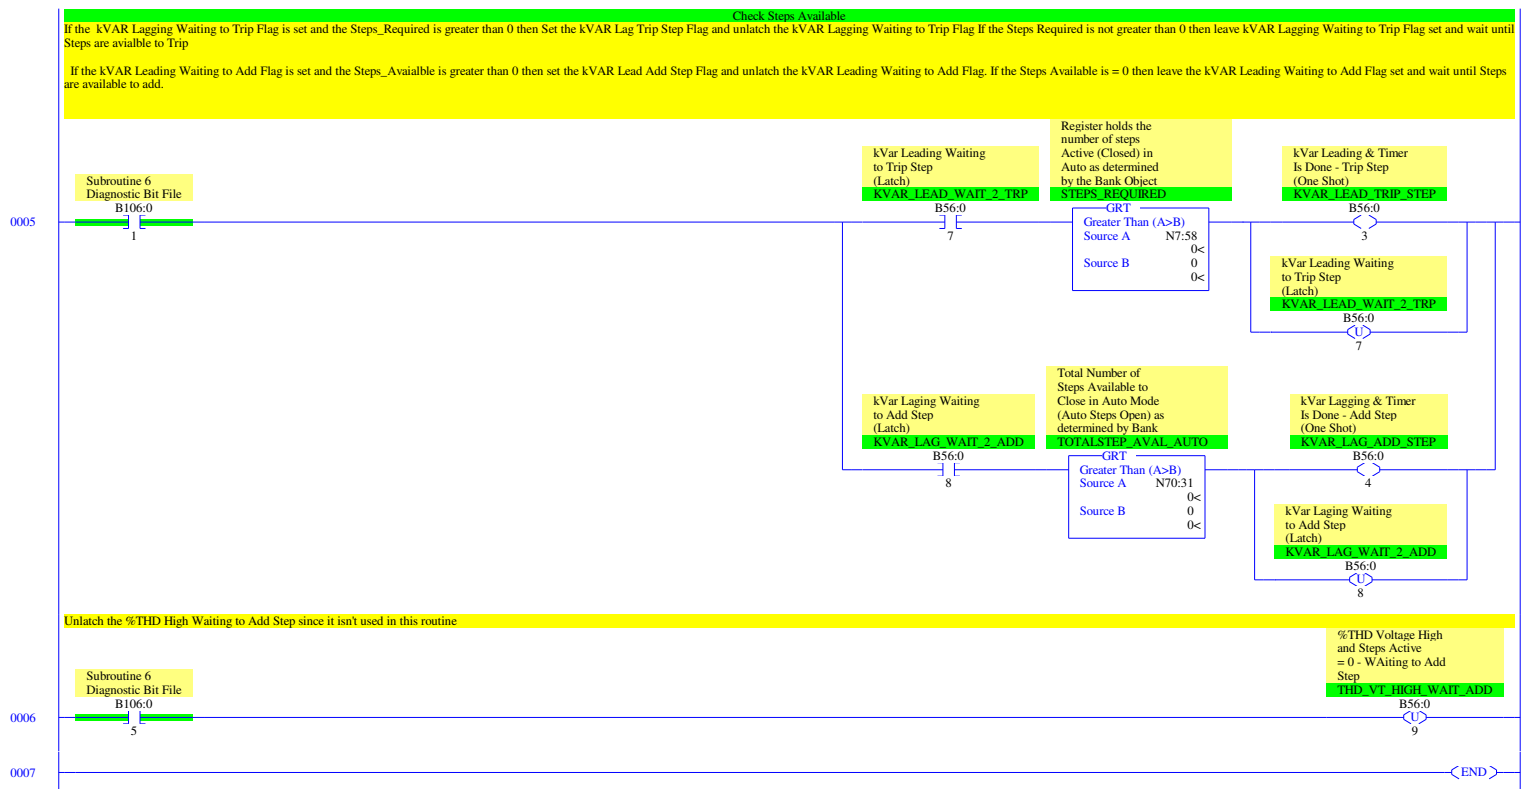 Check Steps Available
If the  kVAR Lagging Waiting to Trip Flag is set and the Steps_Required is greater than 0 then Set the kVAR Lag Trip Step Flag and unlatch the kVAR Lagging Waiting to Trip Flag If the Steps Required is not greater than 0 then leave kVAR Lagging Waiting to Trip Flag set and wait until
Steps are avialble to Trip
If the kVAR Leading Waiting to Add Flag is set and the Steps_Avaialble is greater than 0 then set the kVAR Lead Add Step Flag and unlatch the kVAR Leading Waiting to Add Flag. If the Steps Available is = 0 then leave the kVAR Leading Waiting to Add Flag set and wait until Steps
are available to add.
0005
Subroutine 6
Diagnostic Bit File
B106:0
1
kVar Leading Waiting
to Trip Step
(Latch)
KVAR_LEAD_WAIT_2_TRP
B56:0
7
Register holds the
number of steps
Active (Closed) in
Auto as determined
by the Bank Object
STEPS_REQUIRED
GRT
Greater Than (A>B)
Source A N7:58
0<
Source B 0
0<
kVar Leading & Timer
Is Done - Trip Step
(One Shot)
KVAR_LEAD_TRIP_STEP
B56:0
3
kVar Leading Waiting
to Trip Step
(Latch)
KVAR_LEAD_WAIT_2_TRP
B56:0
U
7
kVar Laging Waiting
to Add Step
(Latch)
KVAR_LAG_WAIT_2_ADD
B56:0
8
Total Number of
Steps Available to
Close in Auto Mode
(Auto Steps Open) as
determined by Bank
TOTALSTEP_AVAL_AUTO
GRT
Greater Than (A>B)
Source A N70:31
0<
Source B 0
0<
kVar Lagging & Timer
Is Done - Add Step
(One Shot)
KVAR_LAG_ADD_STEP
B56:0
4
kVar Laging Waiting
to Add Step
(Latch)
KVAR_LAG_WAIT_2_ADD
B56:0
U
8
Unlatch the %THD High Waiting to Add Step since it isn't used in this routine
0006
Subroutine 6
Diagnostic Bit File
B106:0
5
%THD Voltage High
and Steps Active
= 0 - WAiting to Add
Step
THD_VT_HIGH_WAIT_ADD
B56:0
U
9
0007
END